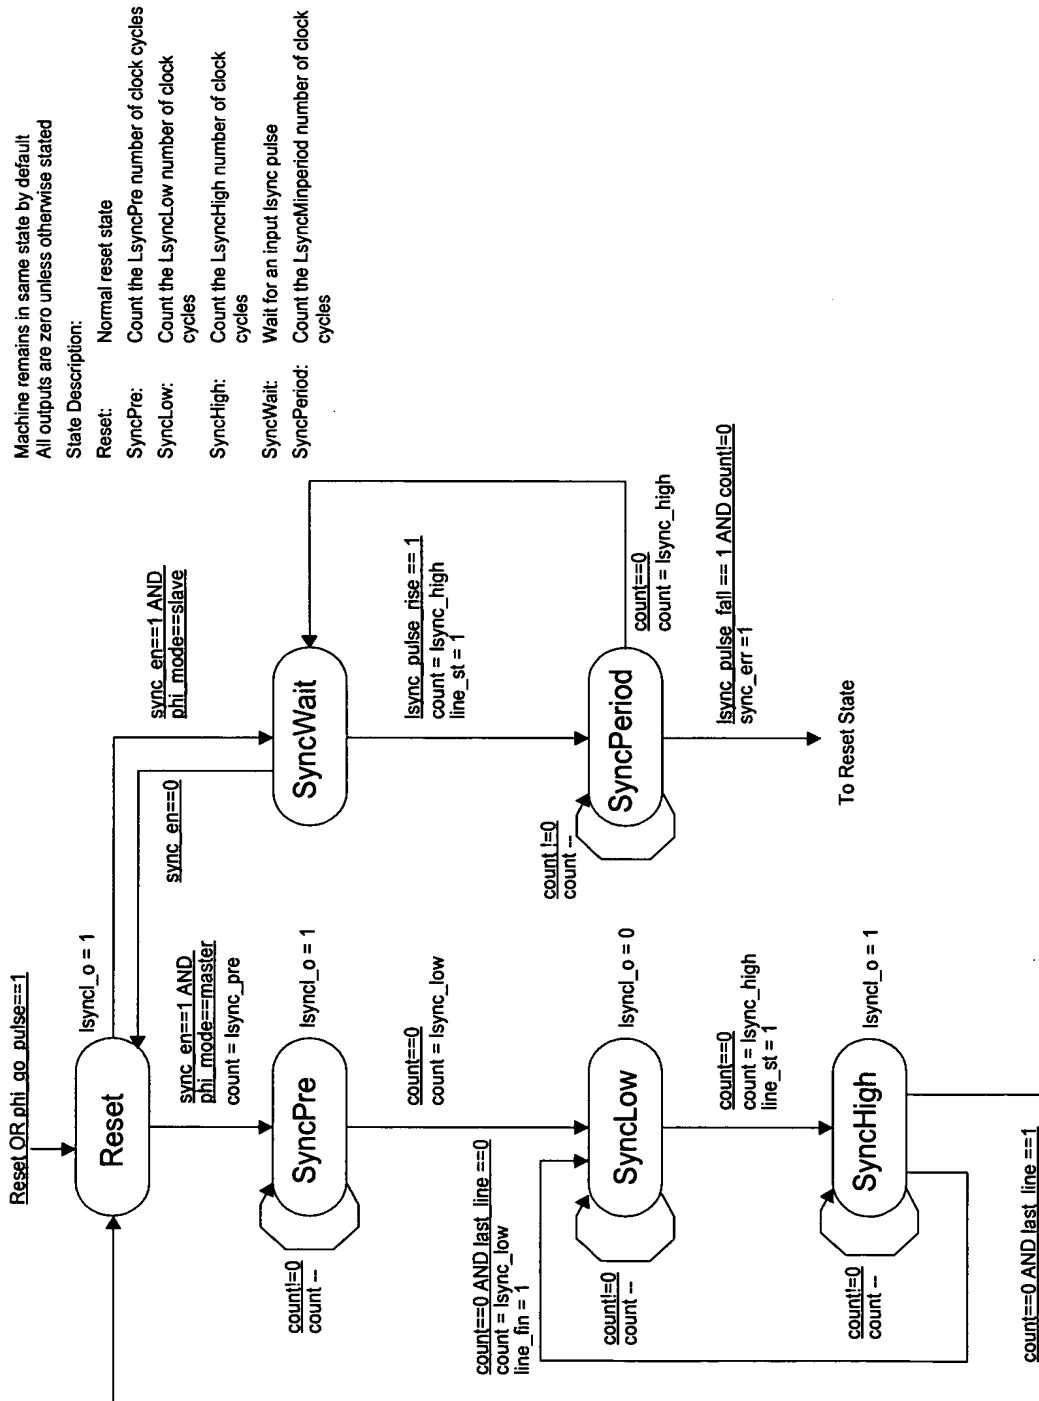 Machine remains in same state by default
All outputs are zero unless otherwise stated
State Description:
Reset: Normal reset state
SyncPre: Count the LsyncPre number of clock cycles
SyncLow: Count the LsyncLow number of clock
cycles
SyncHigh: Count the LsyncHigh number of clock
cycles
SyncWait: Wait for an input lsync pulse
SyncPeriod: Count the LsyncMinperiod number of clock
cycles
Reset OR phi_go_pulse==1
Reset
lsyncl_o = 1
sync_en==1 AND
phi_mode==slave
sync_en==0
sync_en==1 AND
phi_mode==master
count = lsync_pre
SyncPre
lsyncl_o = 1
count!=0
count --
count==0
count = lsync_low
SyncWait
lsync_pulse_rise == 1
count = lsync_high
line_st = 1
count==0 AND last_line ==0
count = lsync_low
line_fin = 1
SyncLow
lsyncl_o = 0
count!=0
count --
count==0
count = lsync_high
line_st = 1
SyncPeriod
count !=0
count --
count==0
count = lsync_high
lsync_pulse_fall == 1 AND count!=0
sync_err =1
To Reset State
SyncHigh
lsyncl_o = 1
count!=0
count --
count==0 AND last_line ==1